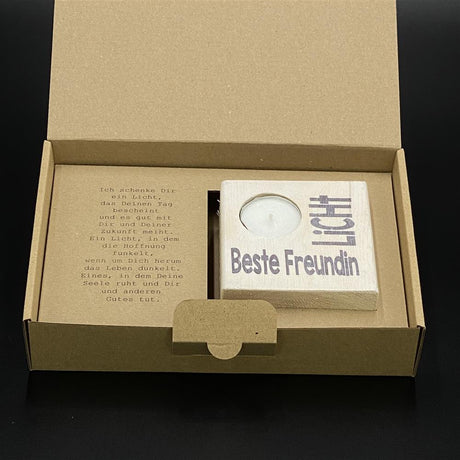 Ich schenke Dir
ein Licht,
das Deinen Tag
bescheint
und es gut mit
Dir und Deiner
Zukunft meiht.
Ein Licht, in dem
die Hoffnung
funkelt,
wenn um Dich herum
das Leben dunkelt.
Eines, in dem Deine
Seele ruht und Dir
und anderen
Gutes tut.
LICHT
Beste Freundin